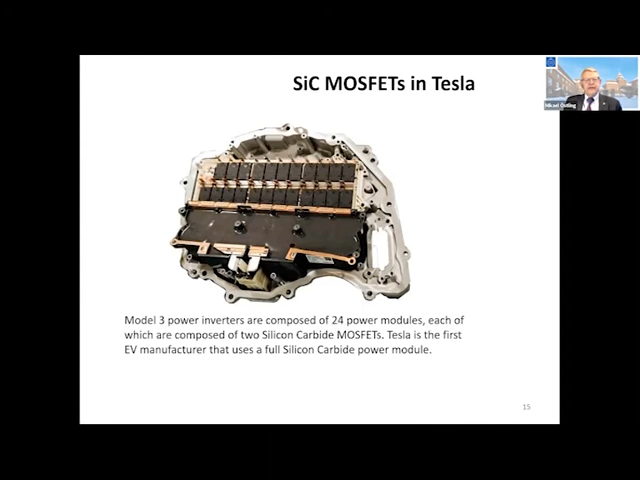 SiC MOSFETs in Tesla
Mikael Östling
Model 3 power inverters are composed of 24 power modules, each of
which are composed of two Silicon Carbide MOSFETs. Tesla is the first
EV manufacturer that uses a full Silicon Carbide power module.
15